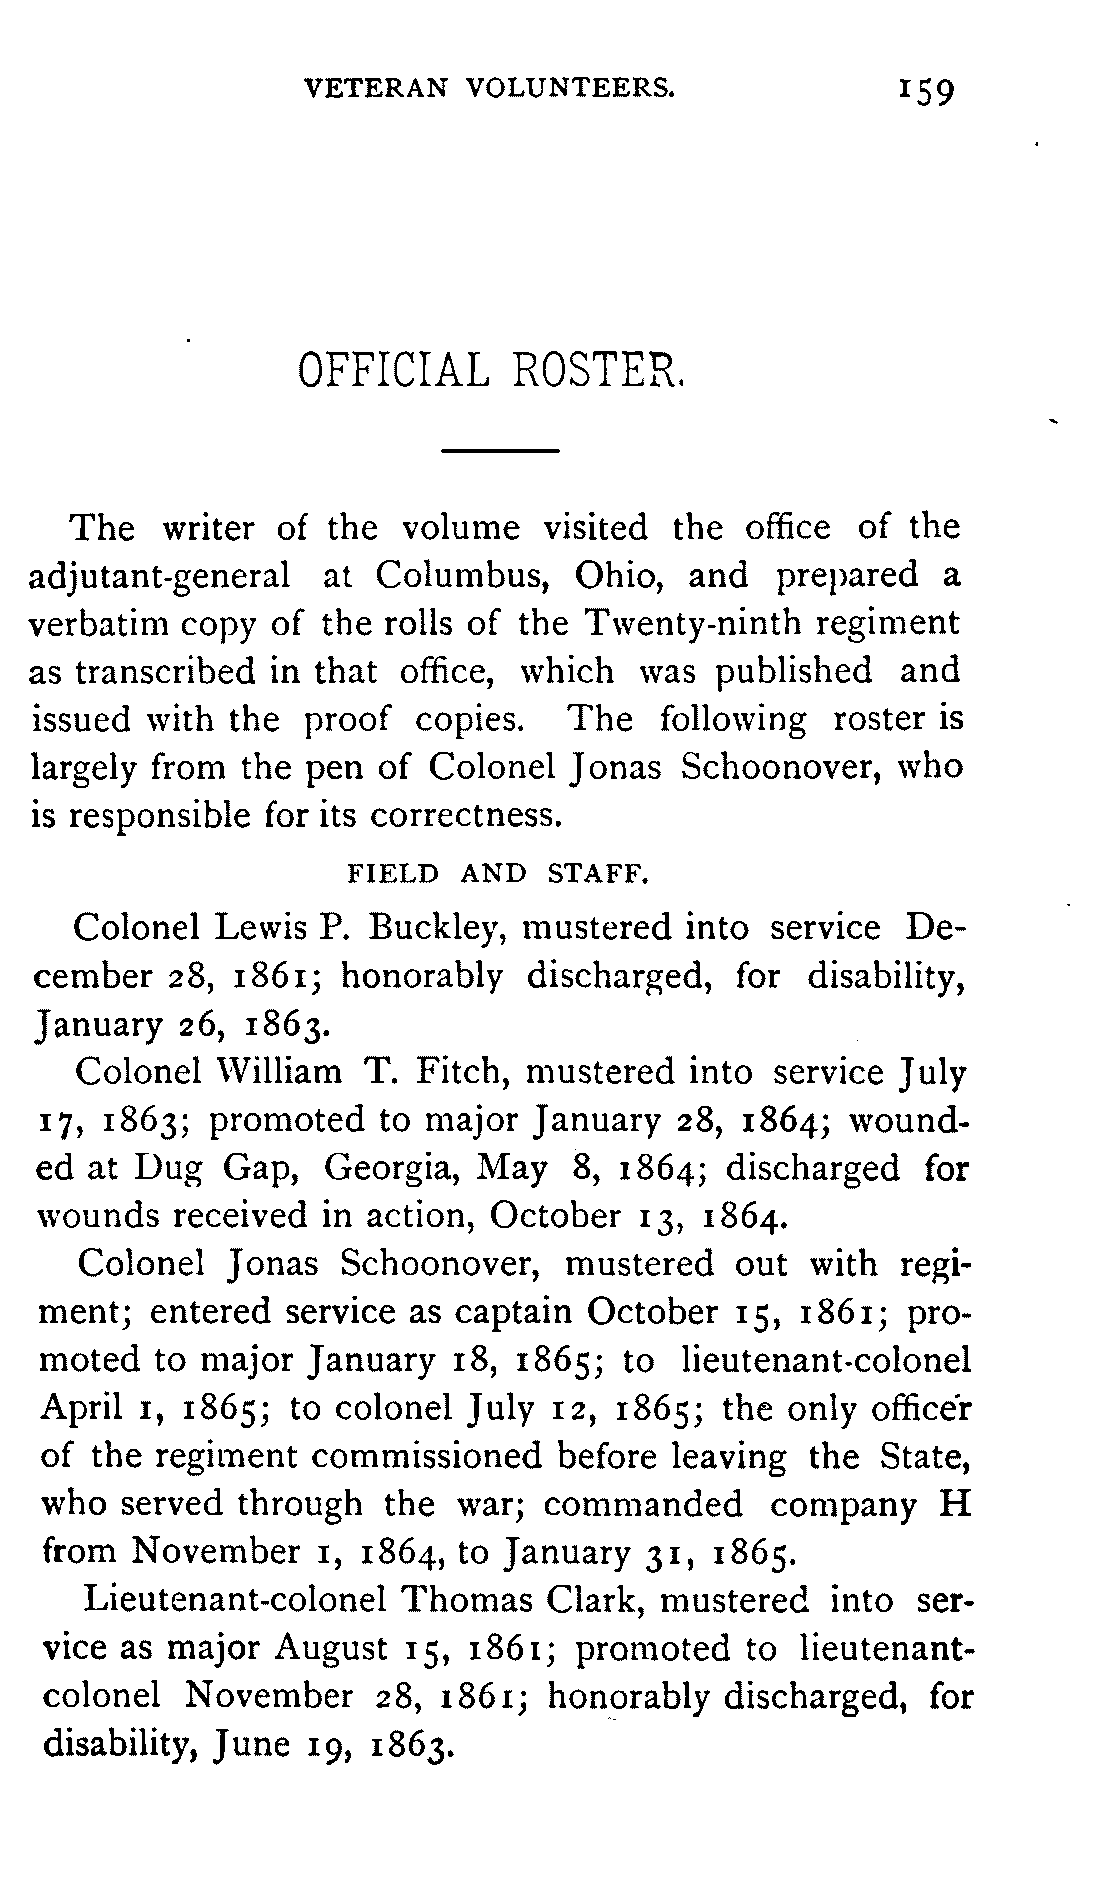 VETERAN VOLUNTEERS. 159
OFFICIAL ROSTER.
The writer of the volume visited the office of the
adjutant-general at Columbus, Ohio, and prepared a
verbatim copy of the rolls of the Twenty-ninth regiment
as transcribed in that office, which was published and
issued with the proof copies. The following roster is
largely from the pen of Colonel Jonas Schoonover, who
is responsible for its correctness.
FIELD AND STAFF.
Colonel Lewis P. Buckley, mustered into service De-
cember 28, 1861; honorably discharged, for disability,
January 26, 1863.
Colonel William T. Fitch, mustered into service July
17, 1863; promoted to major January 28, 1864; wound-
ed at Dug Gap, Georgia, May 8, 1864; discharged for
wounds received in action, October 13, 1864.
Colonel Jonas Schoonover, mustered out with regi-
ment; entered service as captain October 15, 1861; pro-
moted to major January 18, 1865; to lieutenant-colonel
April 1, 1865; to colonel July 12, 1865; the only officer
of the regiment commissioned before leaving the State,
who served through the war; commanded company H
from November 1, 1864, to January 31, 1865.
Lieutenant-colonel Thomas Clark, mustered into ser-
vice as major August 15, 1861; promoted to lieutenant-
colonel November 28, 1861; honorably discharged, for
disability, June 19, 1863.